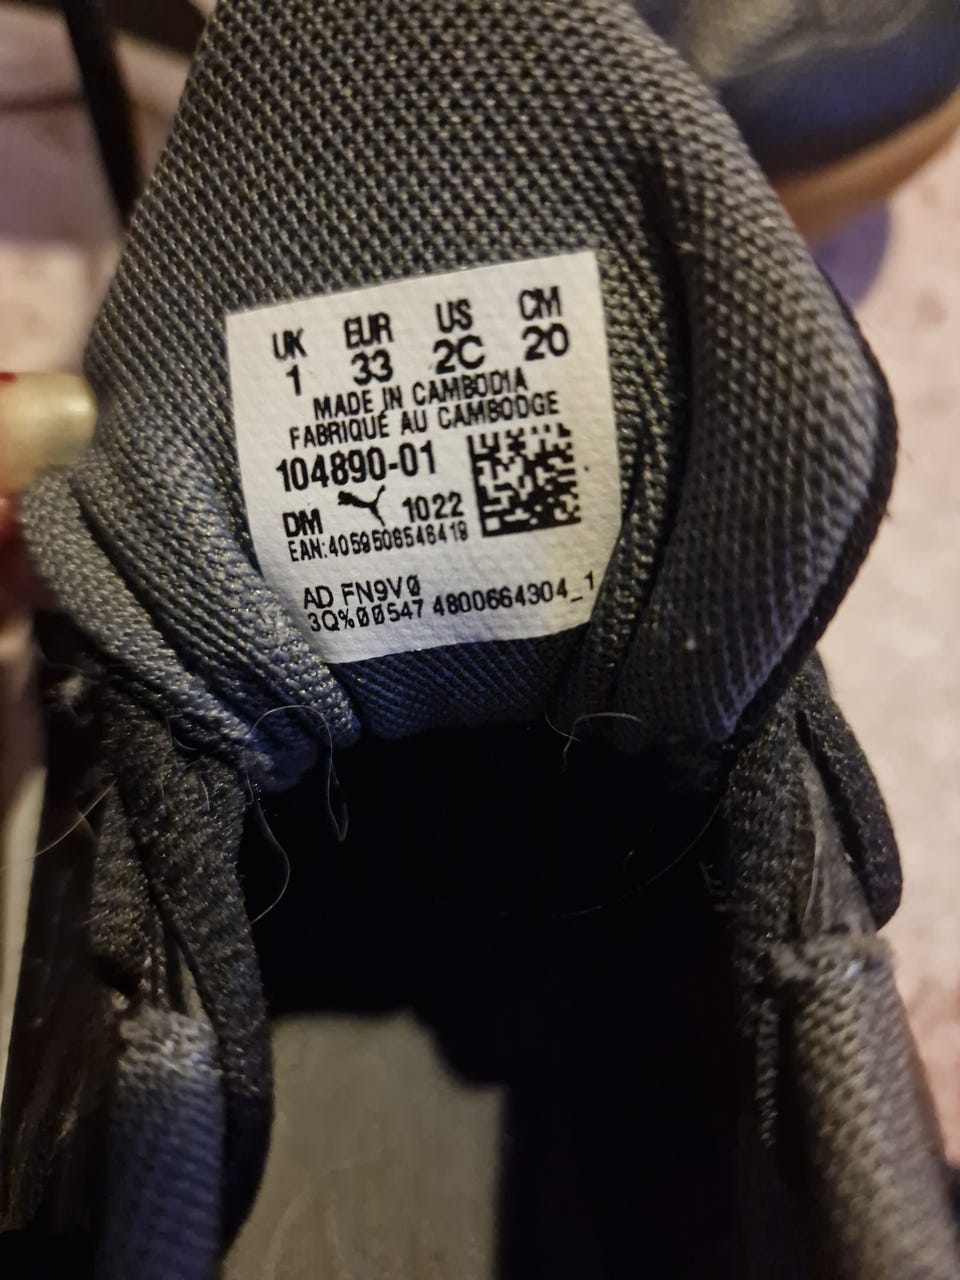 UK EUR US CM
1 33 2C 20
MADE IN CAMBODIA
FABRIQUÉ AU CAMBODGE
104890-01
DM 1022
EAN:4059506546419
AD FN9V0
3Q%00547 4800664304_1